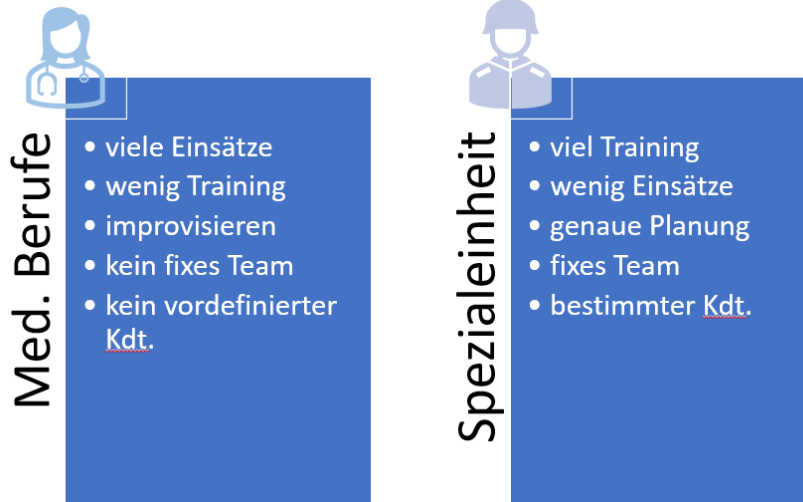 Med. Berufe
• viele Einsätze
• wenig Training
• improvisieren
• kein fixes Team
• kein vordefinierter
Kdt.
Spezialeinheit
• viel Training
• wenig Einsätze
• genaue Planung
• fixes Team
• bestimmter Kdt.